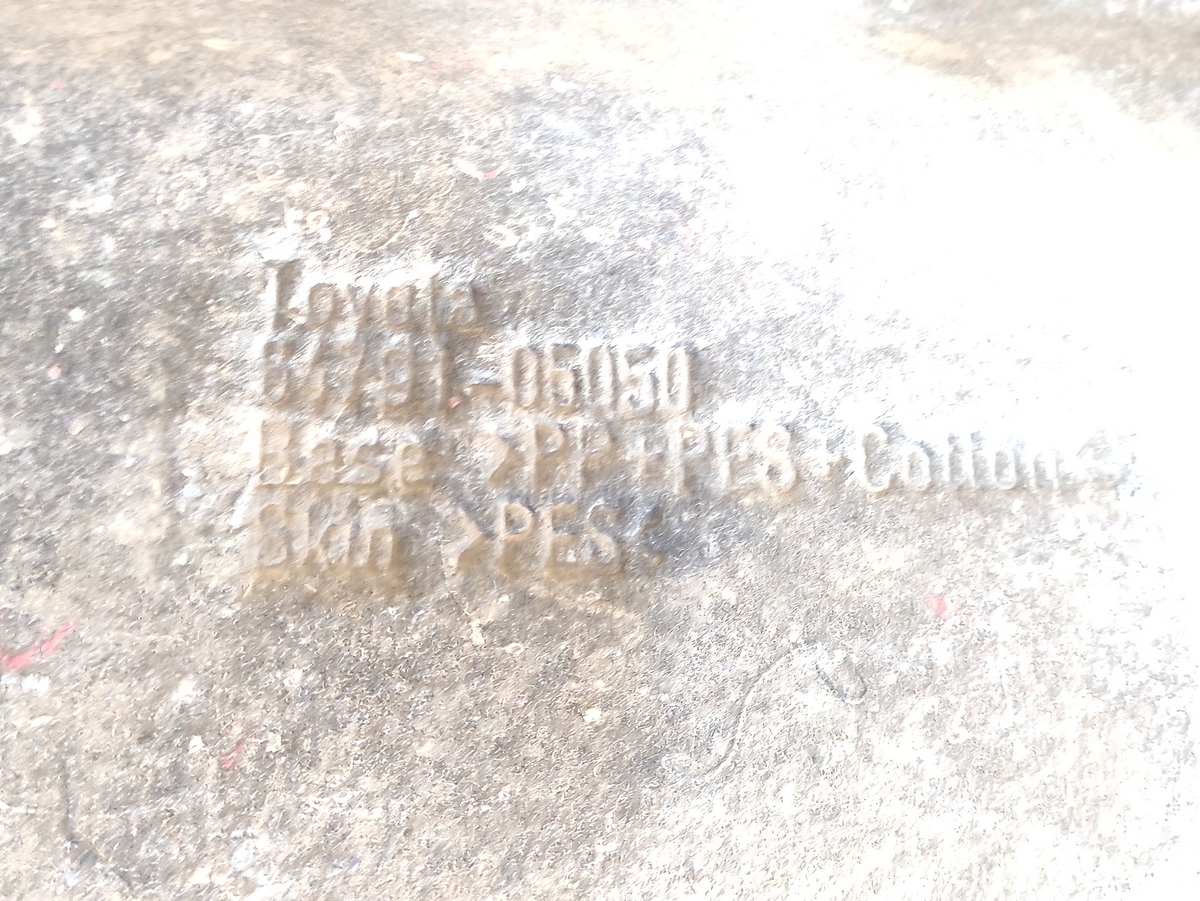 Toyota
64791-05050
Base >PP+PES+Cotton<
Skin >PES<